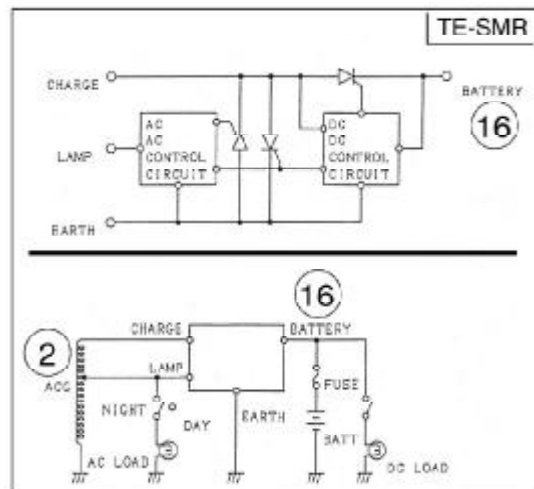 TE-SMR
CHARGE
BATTERY
16
AC
AC
CONTROL
CIRCUIT
LAMP
DC
DC
CONTROL
CIRCUIT
EARTH
16
2
CHARGE
BATTERY
ACG
LAMP
NIGHT
DAY
EARTH
FUSE
BATT
AC LOAD
DC LOAD